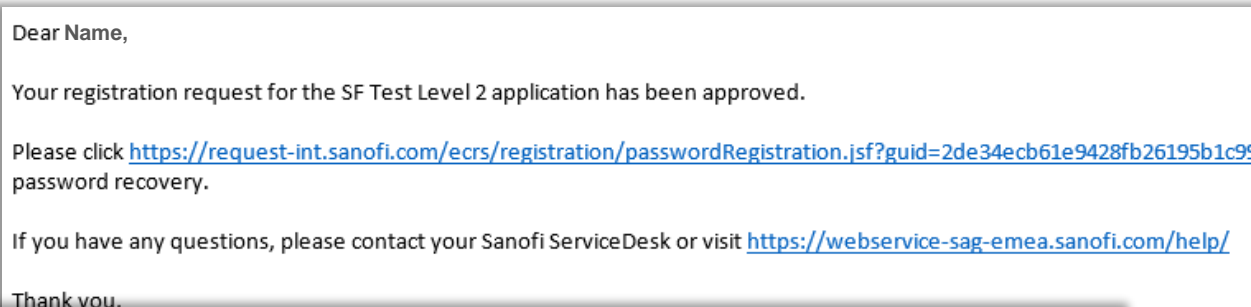 Dear Name,
Your registration request for the SF Test Level 2 application has been approved.
Please click https://request-int.sanofi.com/ecrs/registration/passwordRegistration.jsf?guid=2de34ecb61e9428fb26195b1c99
password recovery.
If you have any questions, please contact your Sanofi ServiceDesk or visit https://webservice-sag-emea.sanofi.com/help/
Thank you.